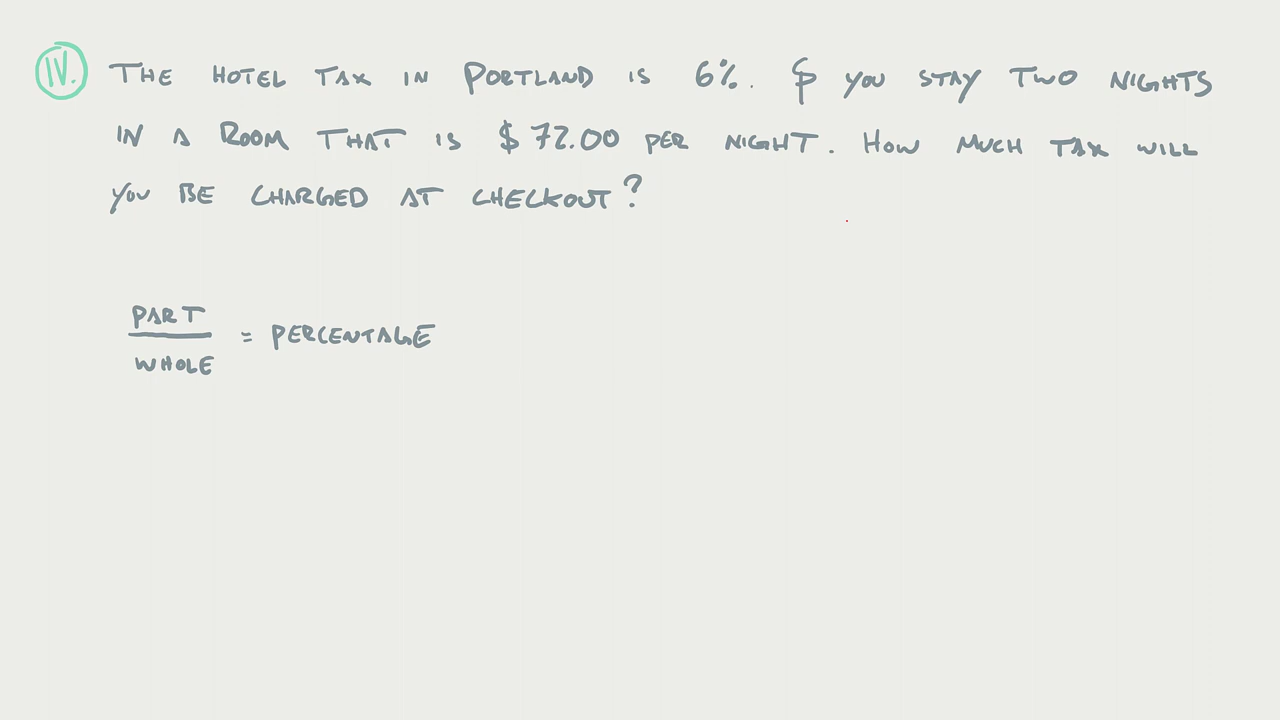 IV. THE HOTEL TAX IN PORTLAND IS 6%. & YOU STAY TWO NIGHTS
IN A ROOM THAT IS $72.00 PER NIGHT. HOW MUCH TAX WILL
YOU BE CHARGED AT CHECKOUT?
PART
= PERCENTAGE
WHOLE